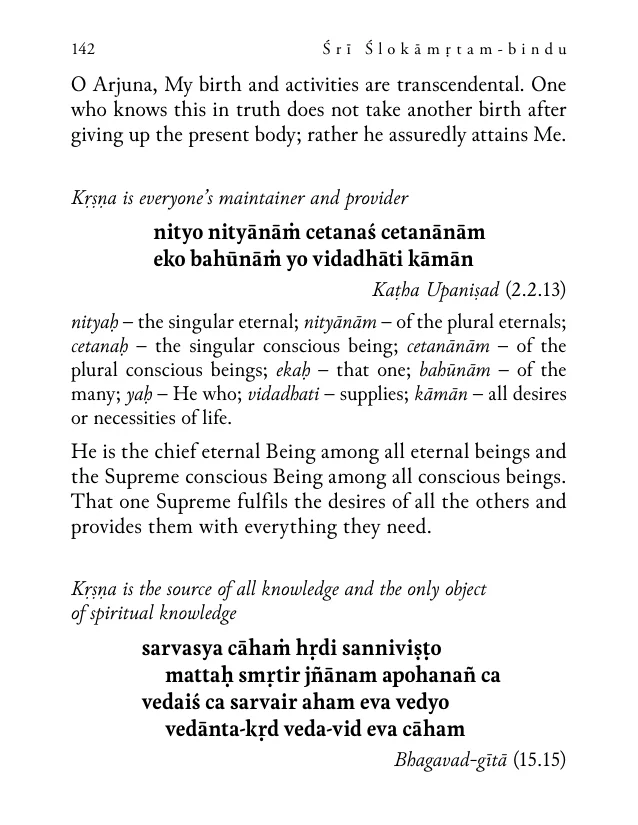 142
Śrī Ślokāmṛtam-bindu
O Arjuna, My birth and activities are transcendental. One
who knows this in truth does not take another birth after
giving up the present body; rather he assuredly attains Me.
Kṛṣṇa is everyone’s maintainer and provider
nityo nityānāṁ cetanaś cetanānām
eko bahūnāṁ yo vidadhāti kāmān
Kaṭha Upaniṣad (2.2.13)
nityaḥ – the singular eternal; nityānām – of the plural eternals;
cetanaḥ – the singular conscious being; cetanānām – of the
plural conscious beings; ekaḥ – that one; bahūnām – of the
many; yaḥ – He who; vidadhati – supplies; kāmān – all desires
or necessities of life.
He is the chief eternal Being among all eternal beings and
the Supreme conscious Being among all conscious beings.
That one Supreme fulfils the desires of all the others and
provides them with everything they need.
Kṛṣṇa is the source of all knowledge and the only object
of spiritual knowledge
sarvasya cāhaṁ hṛdi sanniviṣṭo
mattaḥ smṛtir jñānam apohanañ ca
vedaiś ca sarvair aham eva vedyo
vedānta-kṛd veda-vid eva cāham
Bhagavad-gītā (15.15)